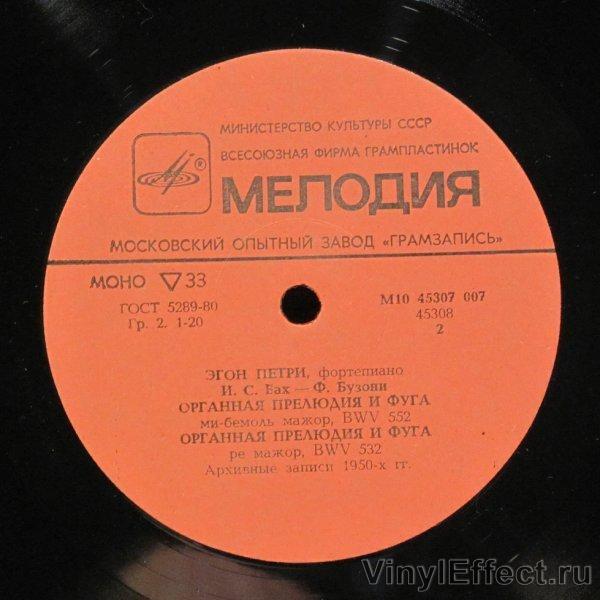 МИНИСТЕРСТВО КУЛЬТУРЫ СССР
ВСЕСОЮЗНАЯ ФИРМА ГРАМПЛАСТИНОК
®
МЕЛОДИЯ
МОСКОВСКИЙ ОПЫТНЫЙ ЗАВОД «ГРАМЗАПИСЬ»
МОНО ▽ 33
ГОСТ 5289-80
Гр. 2. 1-20
М10 45307 007
45308
2
ЭГОН ПЕТРИ, фортепиано
И. С. Бах — Ф. Бузони
ОРГАННАЯ ПРЕЛЮДИЯ И ФУГА
ми-бемоль мажор, BWV 552
ОРГАННАЯ ПРЕЛЮДИЯ И ФУГА
ре мажор, BWV 532
Архивные записи 1950-х гг.
VinylEffect.ru